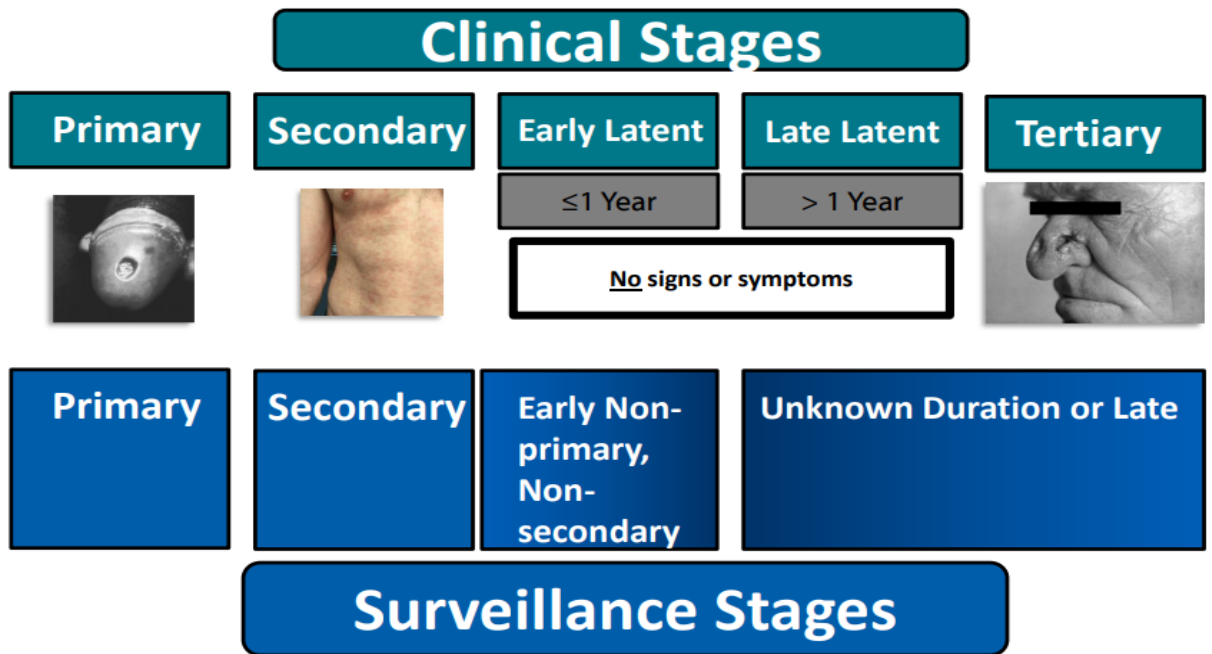 Clinical Stages
Primary
Secondary
Early Latent
Late Latent
Tertiary
≤1 Year
> 1 Year
No signs or symptoms
Primary
Secondary
Early Non-
primary,
Non-
secondary
Unknown Duration or Late
Surveillance Stages